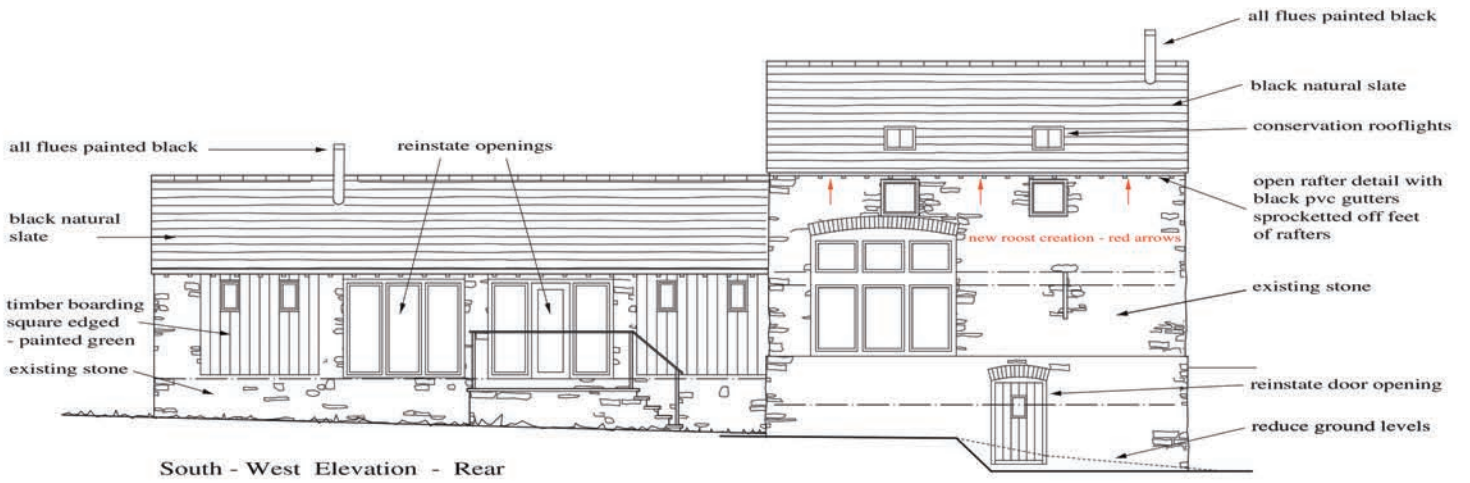 all flues painted black
black natural slate
conservation rooflights
all flues painted black
reinstate openings
open rafter detail with
black pvc gutters
sprocketted off feet
of rafters
black natural
slate
new roost creation - red arrows
existing stone
timber boarding
square edged
- painted green
existing stone
reinstate door opening
reduce ground levels
South - West Elevation - Rear